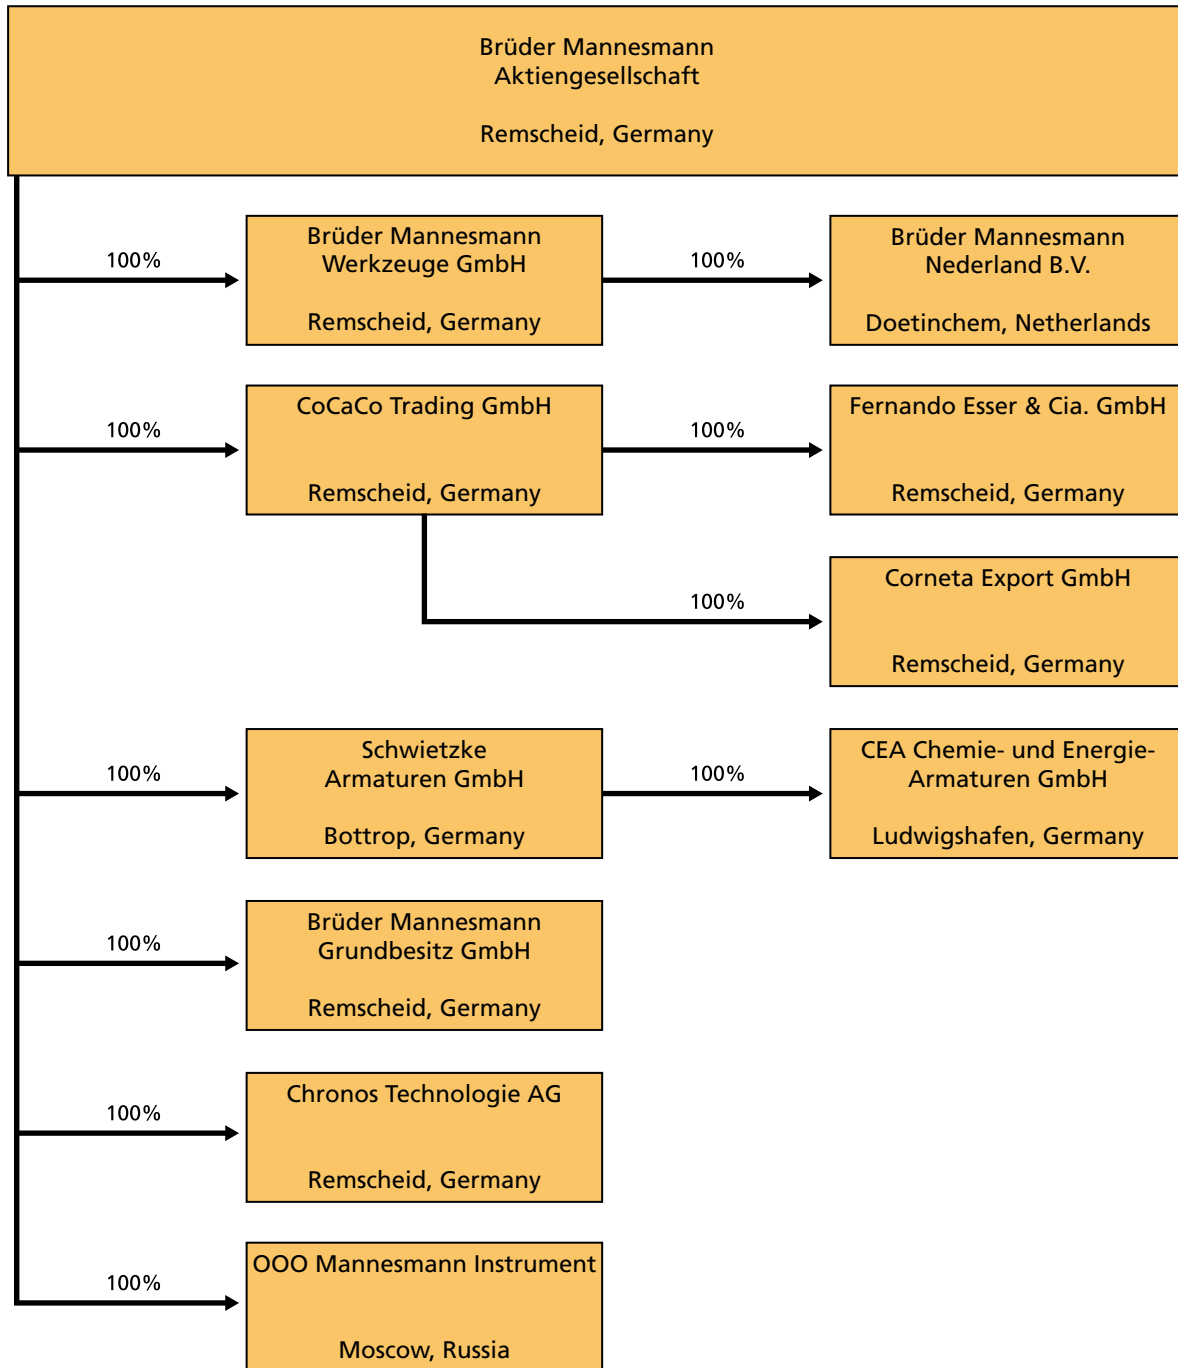 Brüder Mannesmann
Aktiengesellschaft
Remscheid, Germany
100%
Brüder Mannesmann
Werkzeuge GmbH
Remscheid, Germany
100%
Brüder Mannesmann
Nederland B.V.
Doetinchem, Netherlands
100%
CoCaCo Trading GmbH
Remscheid, Germany
100%
Fernando Esser & Cia. GmbH
Remscheid, Germany
100%
Corneta Export GmbH
Remscheid, Germany
100%
Schwietzke
Armaturen GmbH
Bottrop, Germany
100%
CEA Chemie- und Energie-
Armaturen GmbH
Ludwigshafen, Germany
100%
Brüder Mannesmann
Grundbesitz GmbH
Remscheid, Germany
100%
Chronos Technologie AG
Remscheid, Germany
100%
OOO Mannesmann Instrument
Moscow, Russia